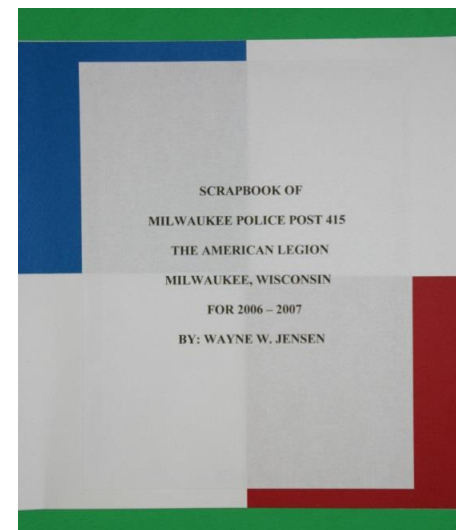 SCRAPBOOK OF
MILWAUKEE POLICE POST 415
THE AMERICAN LEGION
MILWAUKEE, WISCONSIN
FOR 2006 – 2007
BY: WAYNE W. JENSEN